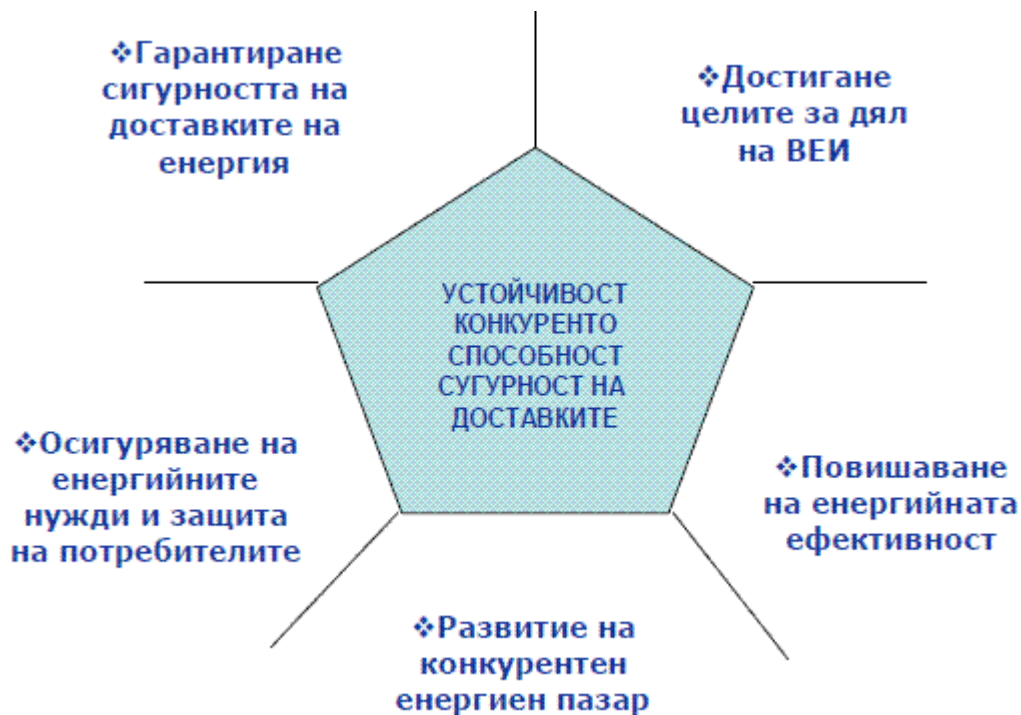 ❖Гарантиране
сигурността на
доставките на
енергия
❖Достигане
целите за дял
на ВЕИ
УСТОЙЧИВОСТ
КОНКУРЕНТО
СПОСОБНОСТ
СУГУРНОСТ НА
ДОСТАВКИТЕ
❖Осигуряване на
енергийните
нужди и защита
на потребителите
❖Повишаване
на енергийната
ефективност
❖Развитие на
конкурентен
енергиен пазар